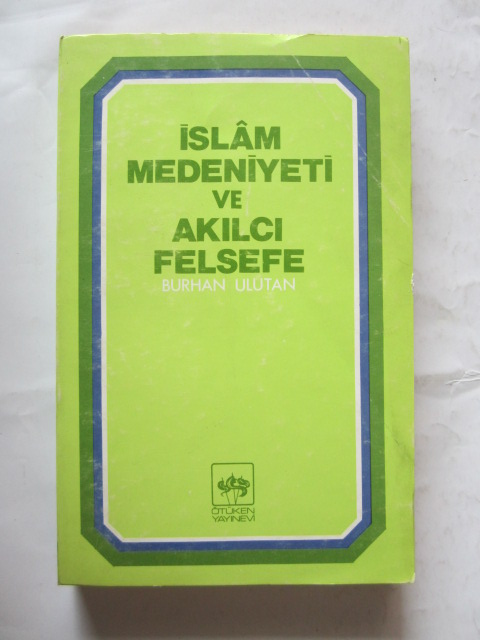 İSLÂM
MEDENİYETİ
VE
AKILCI
FELSEFE
BURHAN ULUTAN
ÖTÜKEN
YAYINEVİ